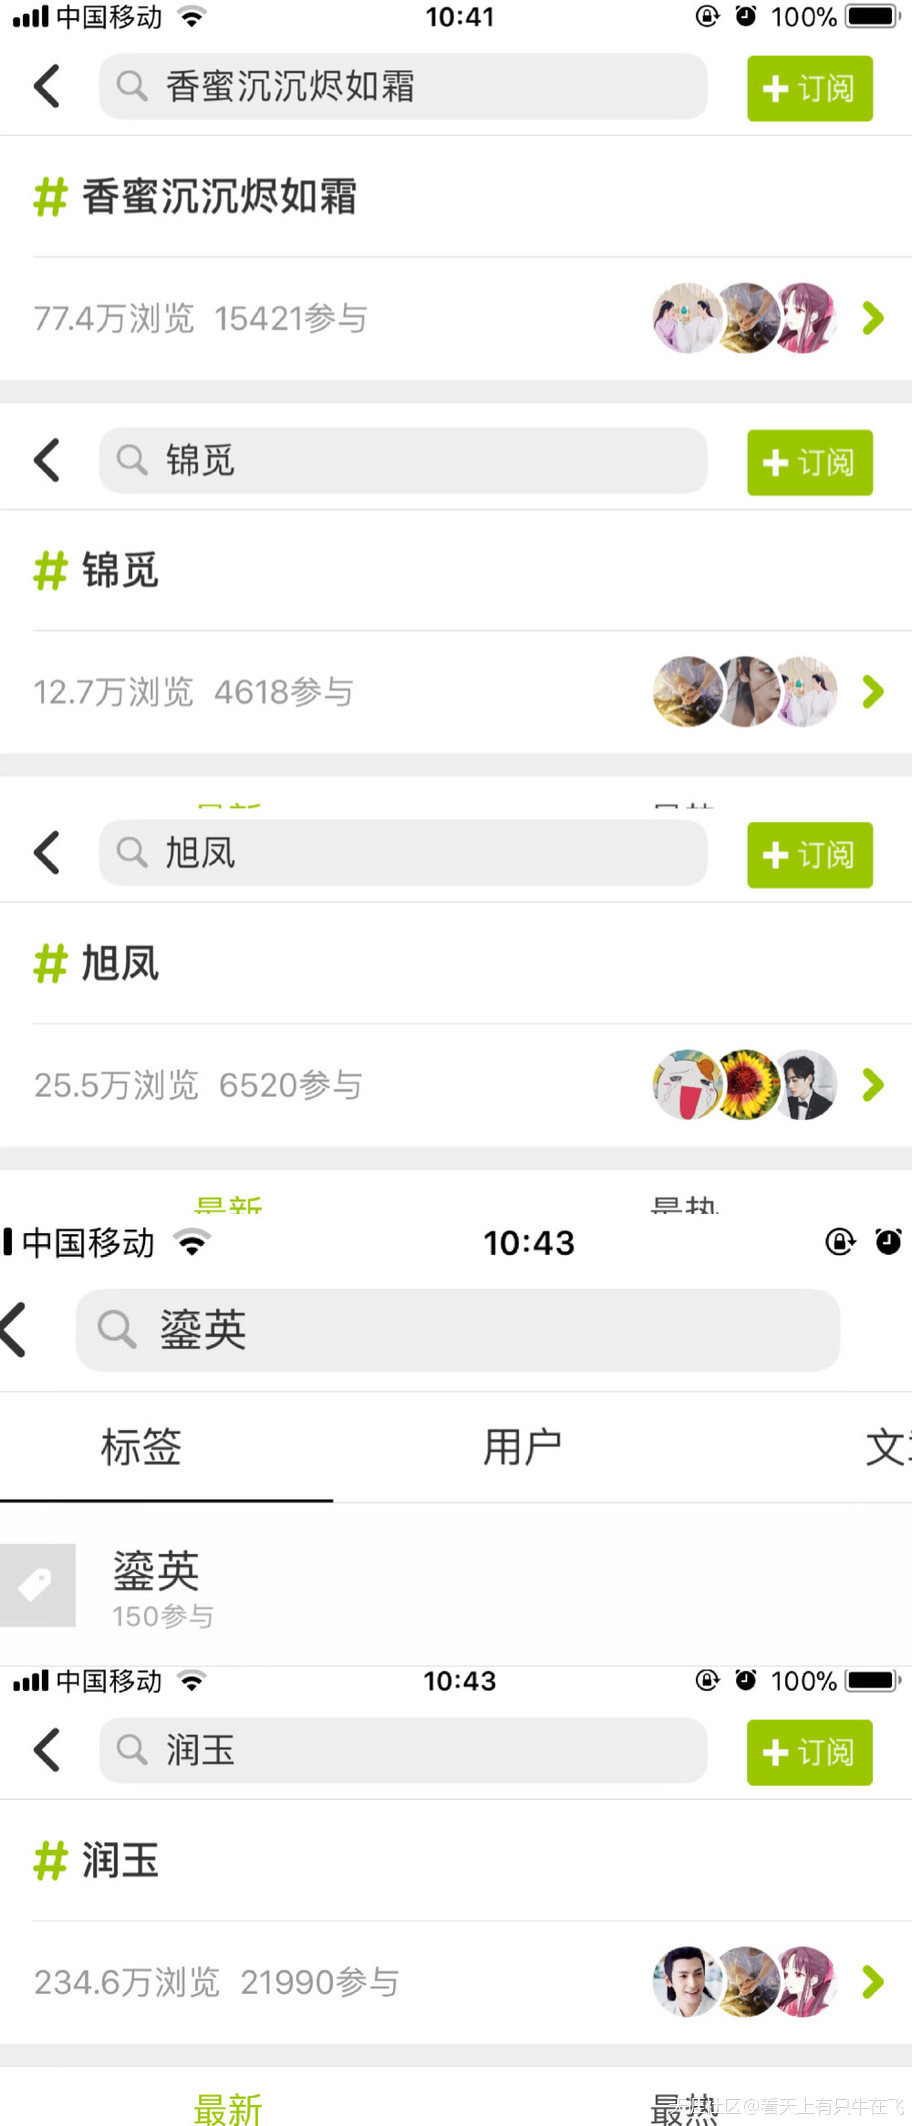 中国移动 10:41 100%
香蜜沉沉烬如霜 订阅
# 香蜜沉沉烬如霜
77.4万浏览 15421参与
锦觅 订阅
# 锦觅
12.7万浏览 4618参与
旭凤 订阅
# 旭凤
25.5万浏览 6520参与
最新 最热
中国移动 10:43
鎏英
标签 用户 文
鎏英
150参与
中国移动 10:43 100%
润玉 订阅
# 润玉
234.6万浏览 21990参与
最新 最热
社区@看天上有只牛在飞